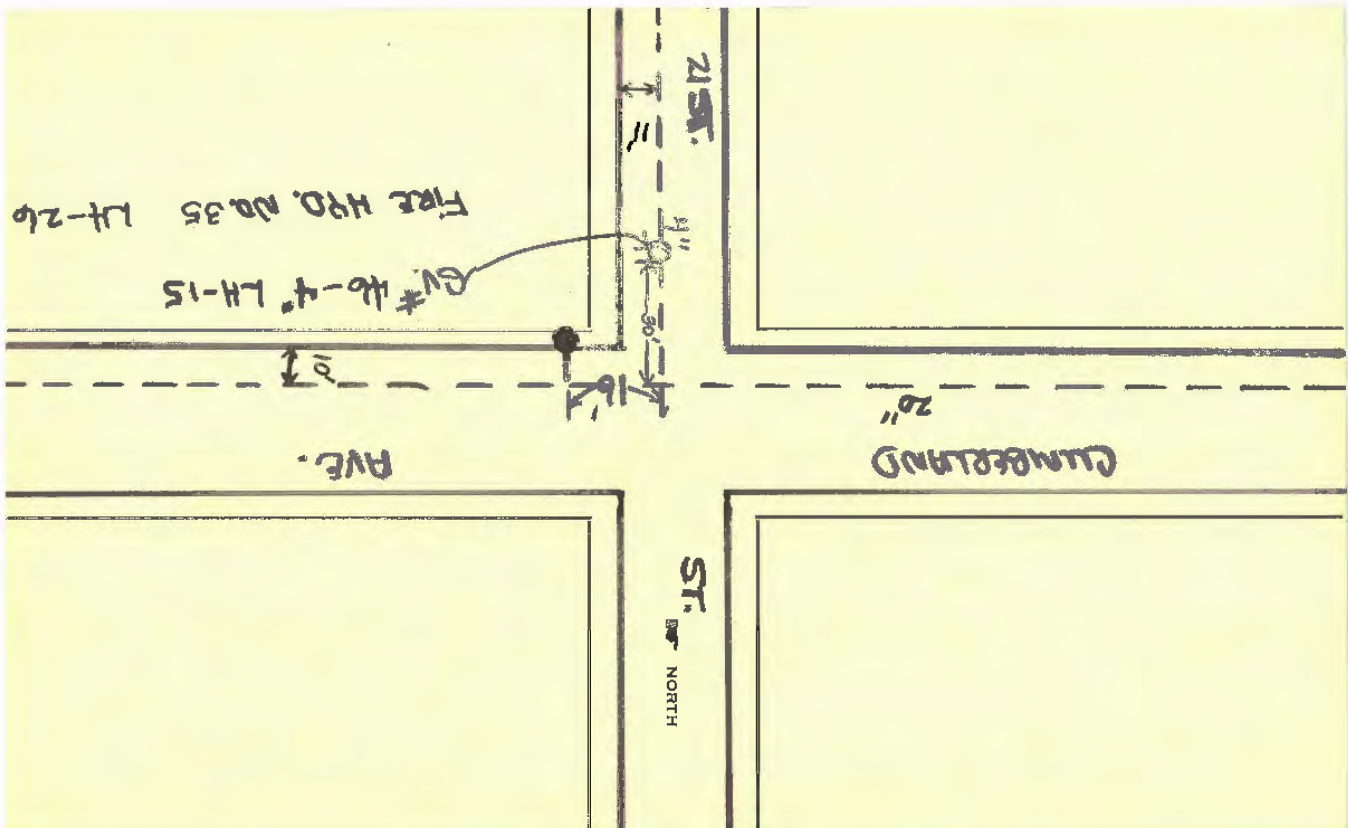 21 ST.
11'
FIRE HYD. NO. 35 LH-26
GV. # 46-4" LH-15
4"
30'
10'
16'
20"
CUMBERLAND AVE.
ST.
NORTH